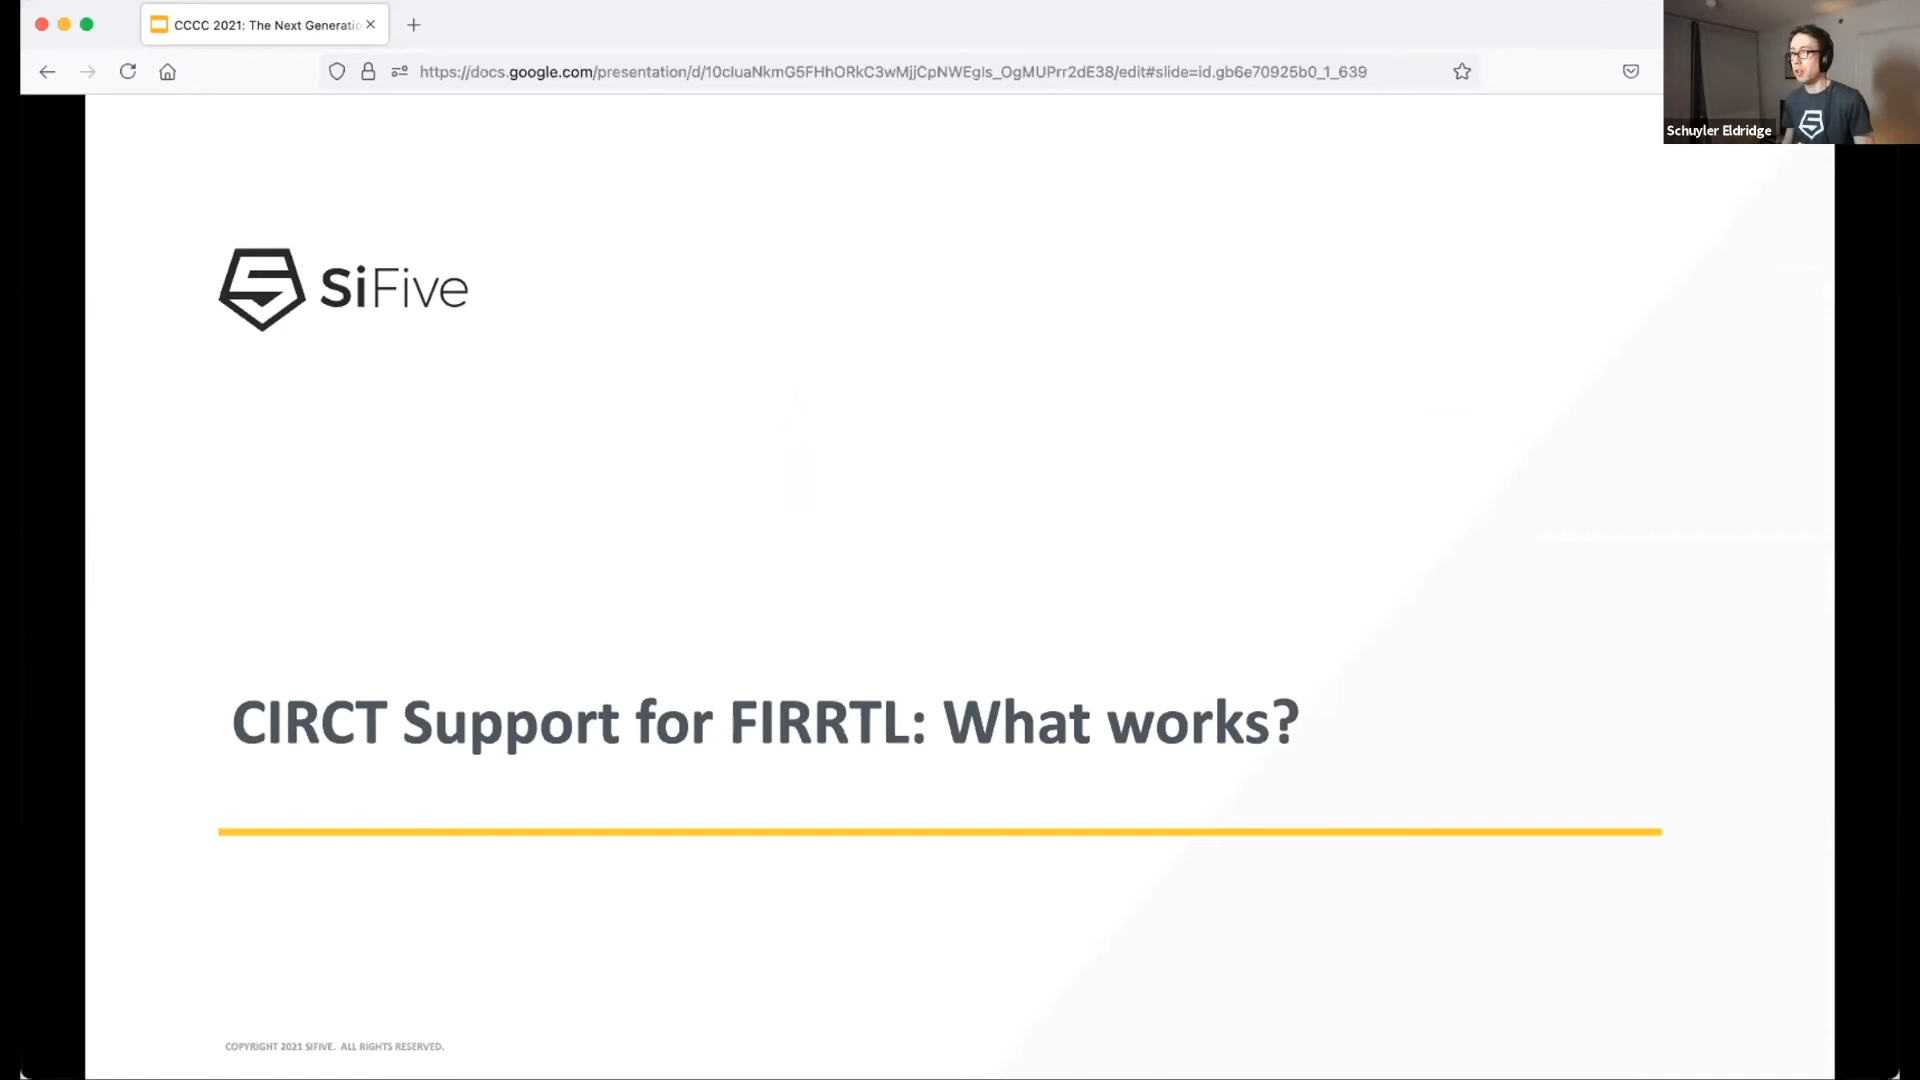 CCCC 2021: The Next Generatio
https://docs.google.com/presentation/d/10cIuaNkmG5FHhORkC3wMjjCpNWEgIs_OgMUPrr2dE38/edit#slide=id.gb6e70925b0_1_639
Schuyler Eldridge
SiFive
CIRCT Support for FIRRTL: What works?
COPYRIGHT 2021 SIFIVE. ALL RIGHTS RESERVED.